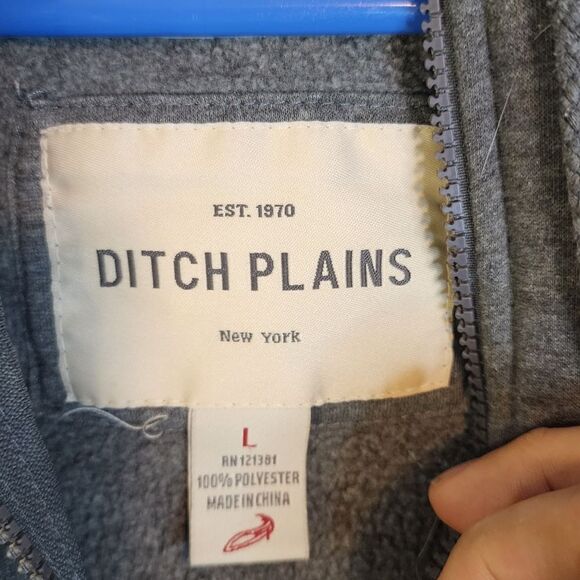 EST. 1970
DITCH PLAINS
New York
L
RN 121381
100% POLYESTER
MADE IN CHINA